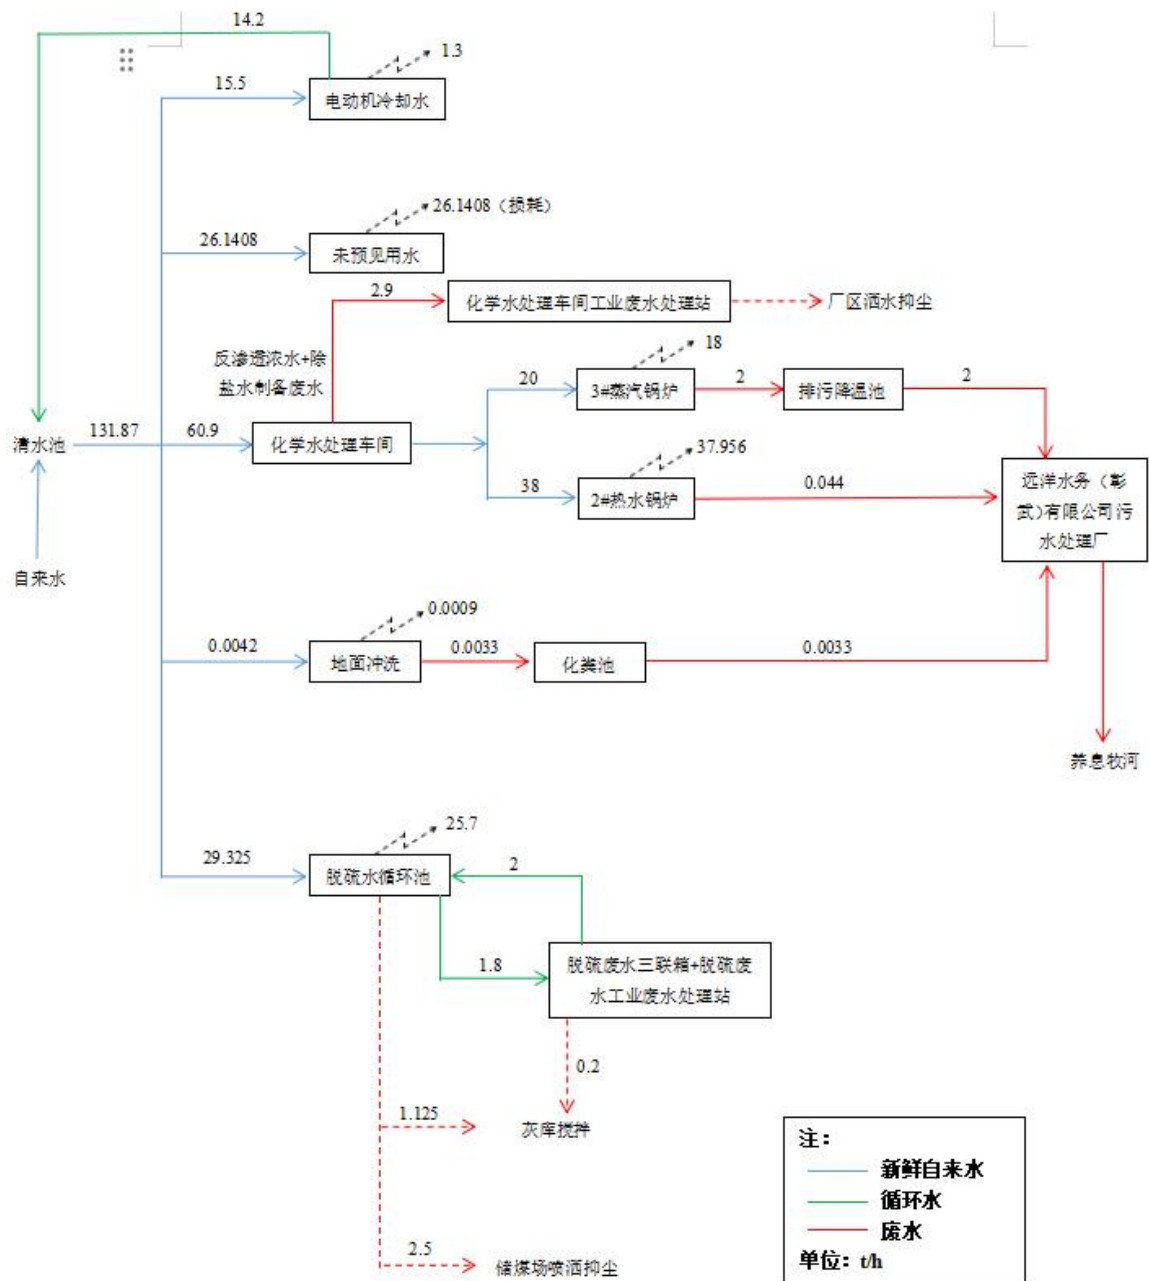 14.2
1.3
15.5
电动机冷却水
26.1408（损耗）
26.1408
未预见用水
2.9
化学水处理车间工业废水处理站
厂区洒水抑尘
反渗透浓水+除
盐水制备废水
18
20
3#蒸汽锅炉
2
排污降温池
2
清水池
131.87
60.9
化学水处理车间
37.956
38
2#热水锅炉
0.044
远洋水务（彰
武）有限公司污
水处理厂
自来水
0.0009
0.0042
地面冲洗
0.0033
化粪池
0.0033
养息牧河
25.7
29.325
脱硫水循环池
2
1.8
脱硫废水三联箱+脱硫废
水工业废水处理站
0.2
1.125
灰库搅拌
2.5
储煤场喷洒抑尘
注：
新鲜自来水
循环水
废水
单位：t/h